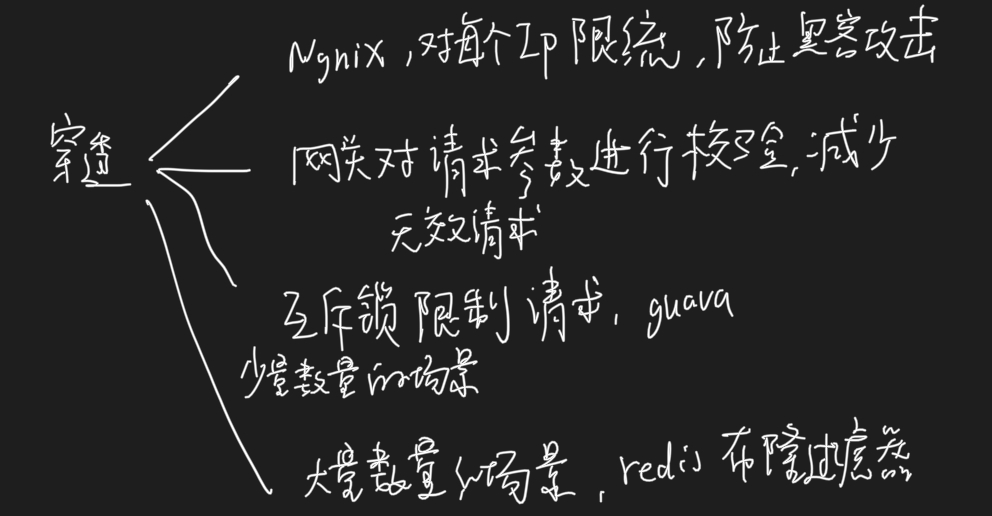 Ngnix,对每个Ip限流,防止黑客攻击
穿透
网关对请求参数进行校验,减少
无效请求
互斥锁限制请求, guava
少量数量的场景
大量数量的场景, redis布隆过滤器